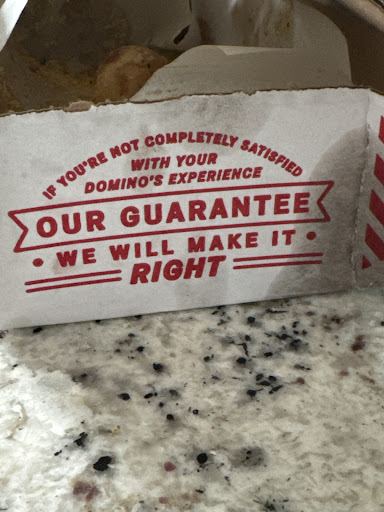 IF YOU'RE NOT COMPLETELY SATISFIED
WITH YOUR
DOMINO'S EXPERIENCE
OUR GUARANTEE
• WE WILL MAKE IT •
RIGHT